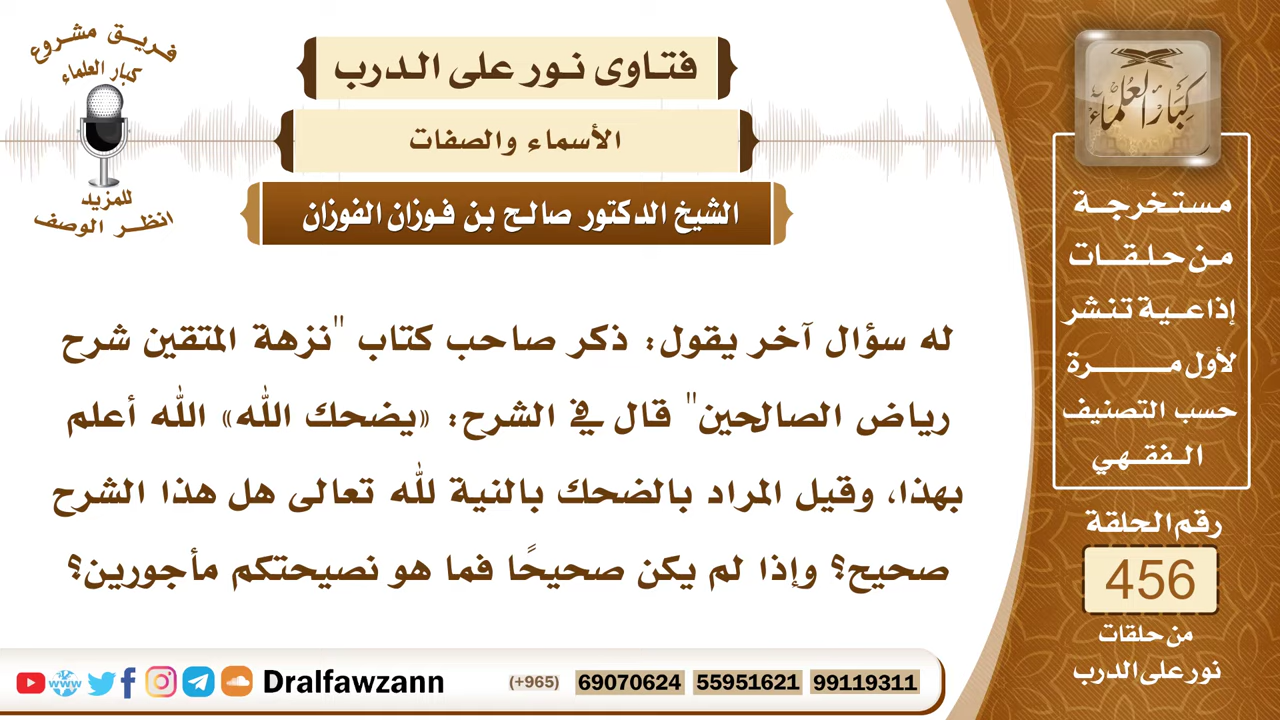 فريق مشروع
كبار العلماء
للمزيد
انظر الوصف
فتاوى نور على الدرب
الأسماء والصفات
الشيخ الدكتور صالح بن فوزان الفوزان
كبار العلماء
مستخرجة
من حلقات
إذاعية تنشر
لأول مرة
حسب التصنيف
الفقهي
رقم الحلقة
456
من حلقات
نور على الدرب
له سؤال آخر يقول: ذكر صاحب كتاب "نزهة المتقين شرح
رياض الصالحين" قال في الشرح: «يضحك الله» الله أعلم
بهذا، وقيل المراد بالضحك بالنية لله تعالى هل هذا الشرح
صحيح؟ وإذا لم يكن صحيحًا فما هو نصيحتكم مأجورين؟
www Dralfawzann (+965) 69070624 55951621 99119311